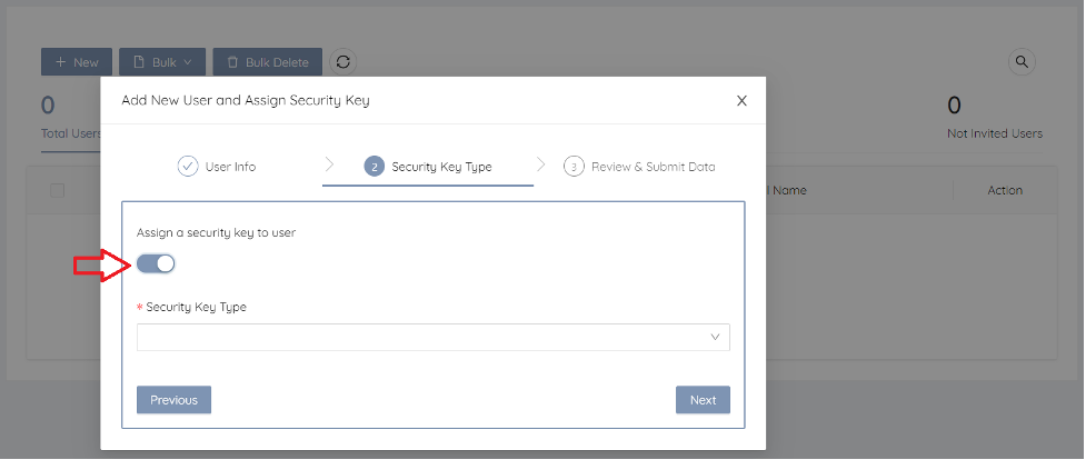 + New Bulk Bulk Delete
Add New User and Assign Security Key
0
Total Users
0
Not Invited Users
User Info 2 Security Key Type 3 Review & Submit Data
Name Action
Assign a security key to user
* Security Key Type
Previous Next